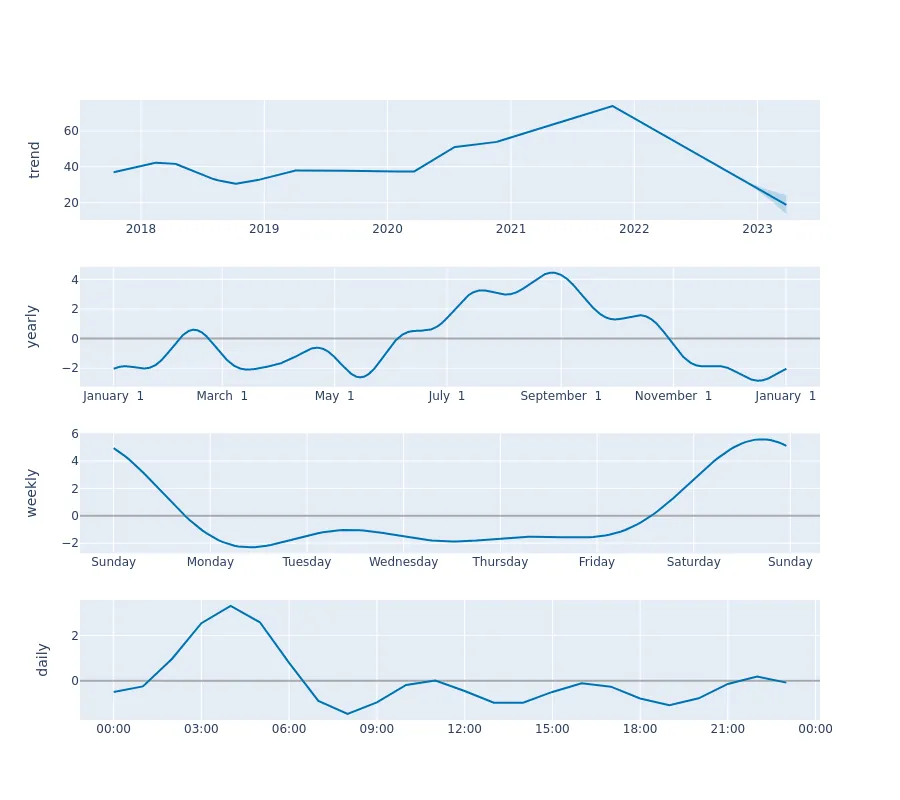 trend
60
40
20
2018 2019 2020 2021 2022 2023
yearly
4
2
0
−2
January 1 March 1 May 1 July 1 September 1 November 1 January 1
weekly
6
4
2
0
−2
Sunday Monday Tuesday Wednesday Thursday Friday Saturday Sunday
daily
2
0
00:00 03:00 06:00 09:00 12:00 15:00 18:00 21:00 00:00